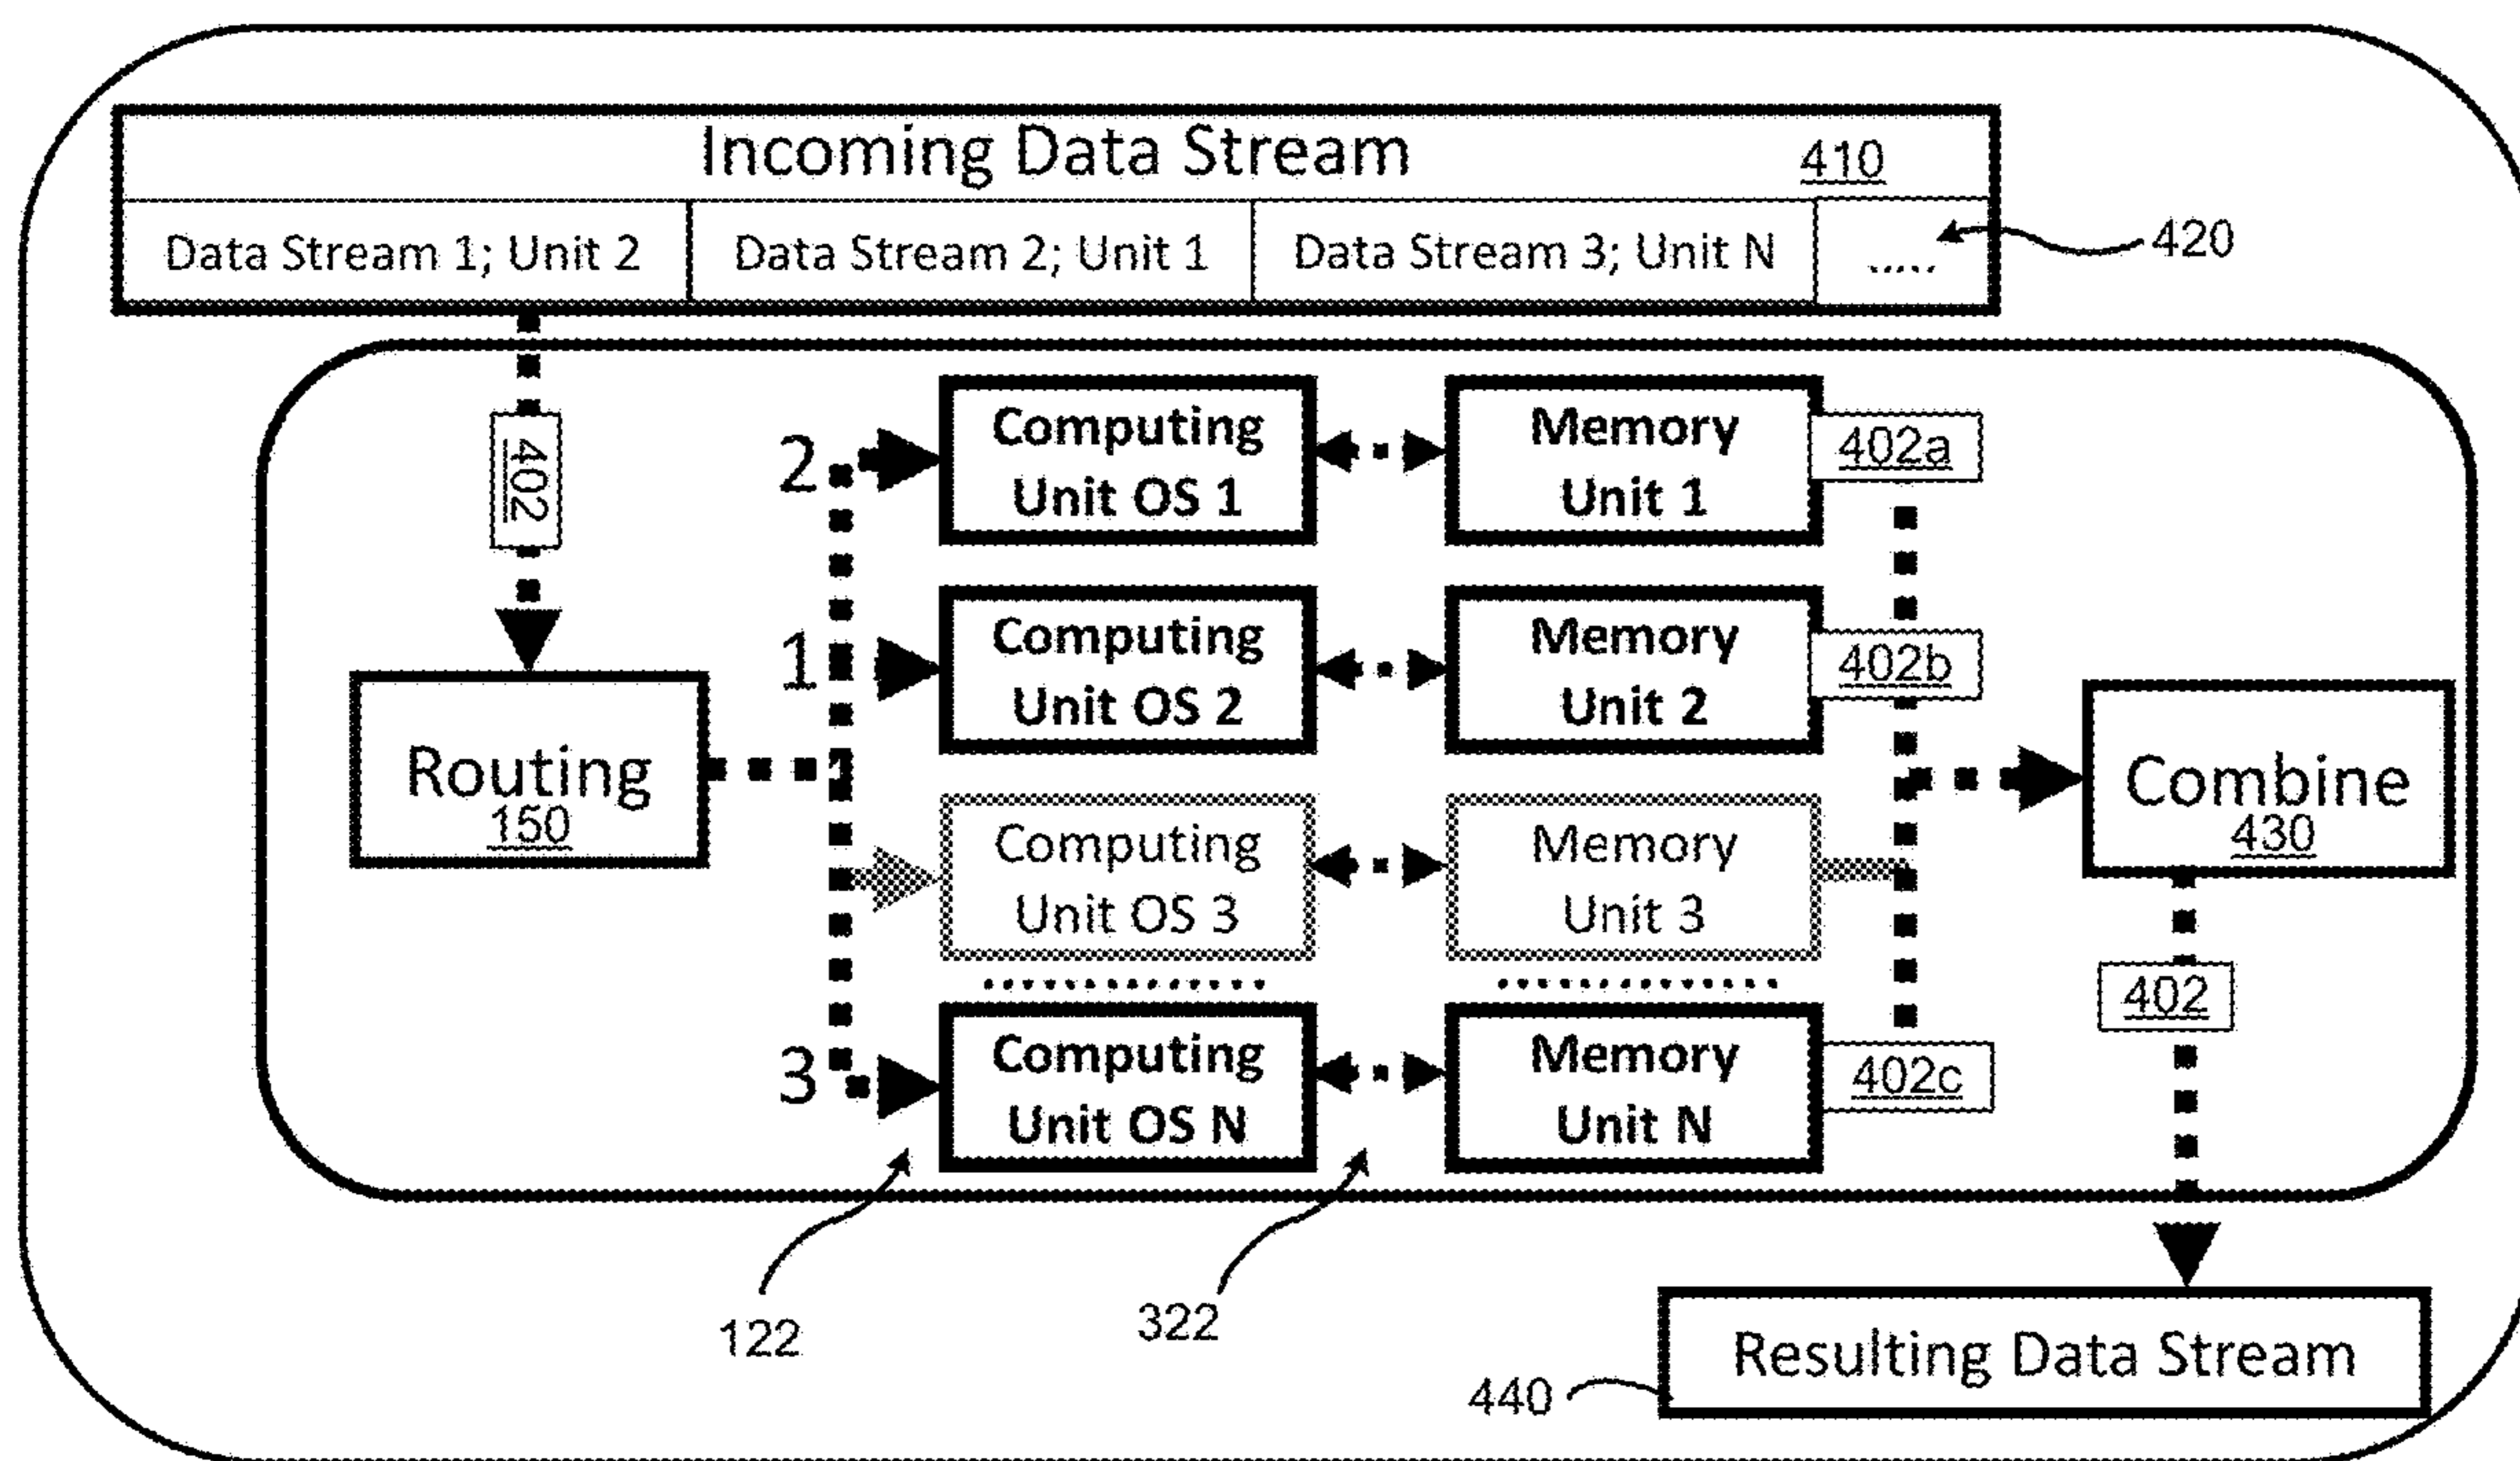 Incoming Data Stream 410
Data Stream 1; Unit 2
Data Stream 2; Unit 1
Data Stream 3; Unit N
.....
420
402
2
Computing
Unit OS 1
Memory
Unit 1
402a
1
Computing
Unit OS 2
Memory
Unit 2
402b
Routing
150
Computing
Unit OS 3
Memory
Unit 3
Combine
430
3
Computing
Unit OS N
Memory
Unit N
402c
402
122
322
Resulting Data Stream
440